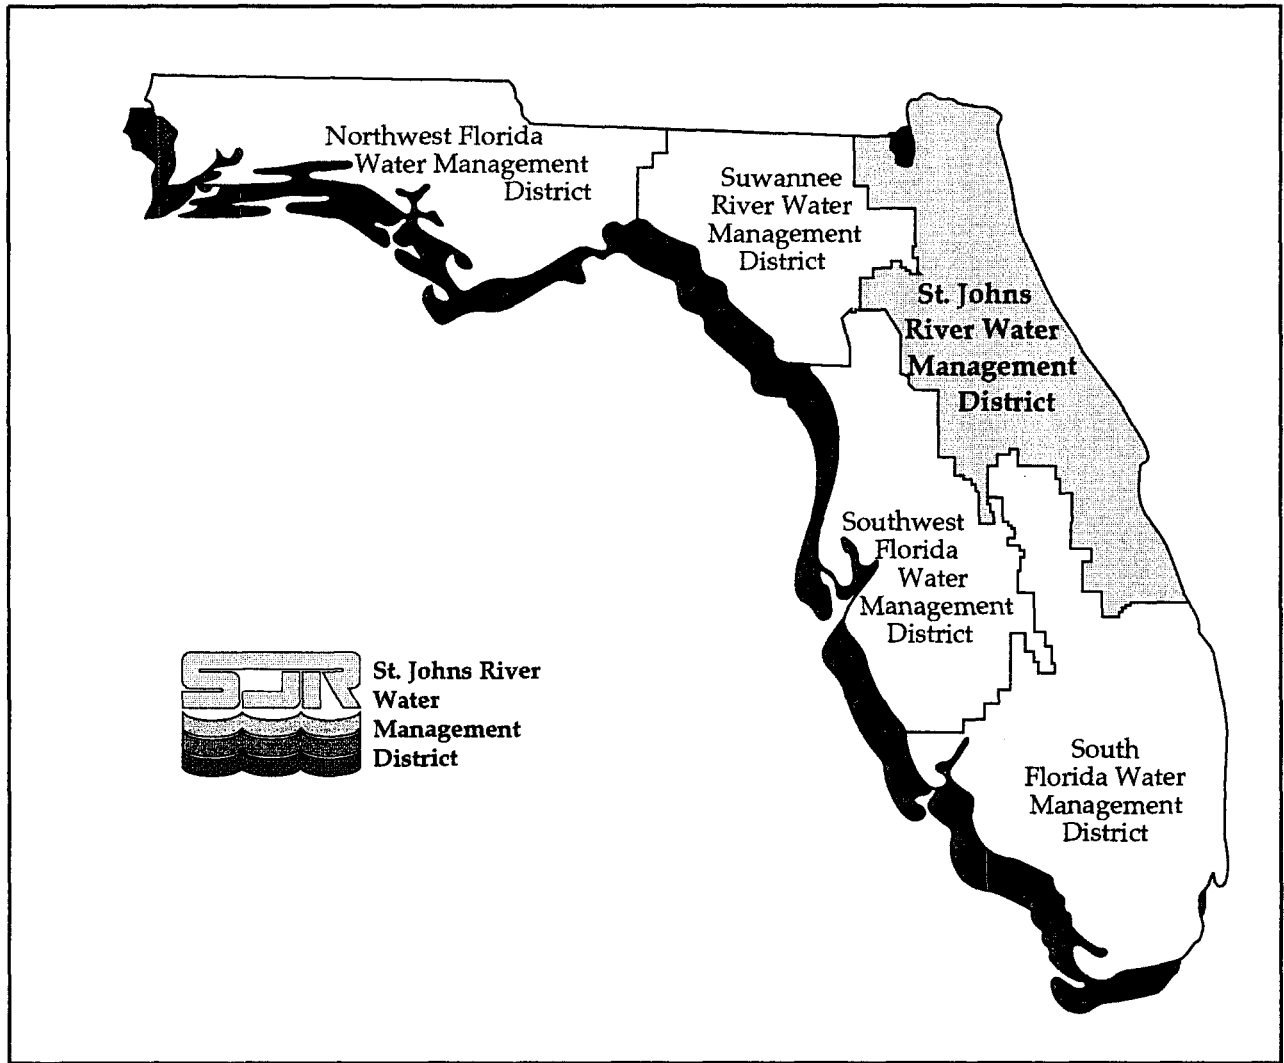 Northwest Florida
Water Management
District
Suwannee
River Water
Management
District
St. Johns
River Water
Management
District
Southwest
Florida
Water
Management
District
SJR
St. Johns River
Water
Management
District
South
Florida Water
Management
District